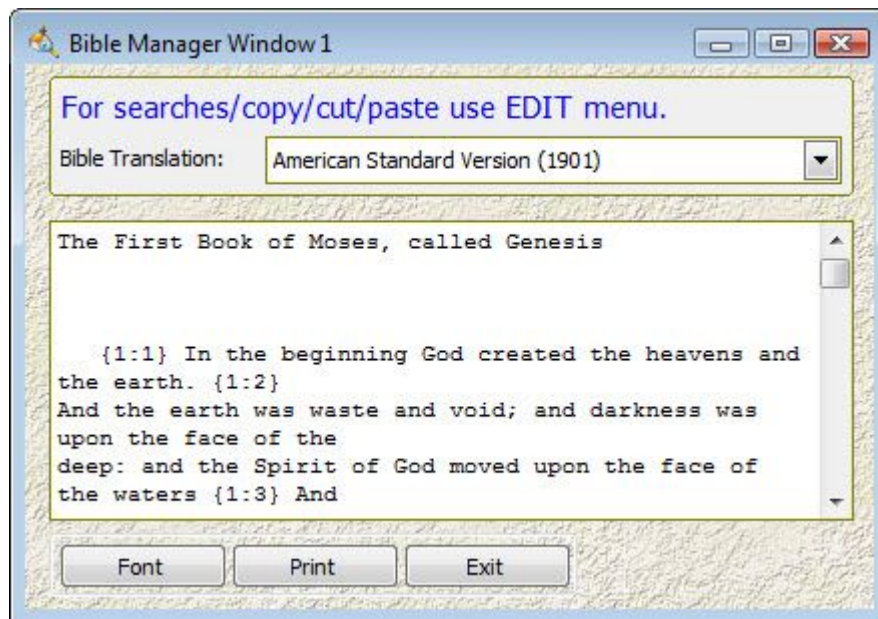 Bible Manager Window 1
For searches/copy/cut/paste use EDIT menu.
Bible Translation: American Standard Version (1901)
The First Book of Moses, called Genesis
{1:1} In the beginning God created the heavens and
the earth. {1:2}
And the earth was waste and void; and darkness was
upon the face of the
deep: and the Spirit of God moved upon the face of
the waters {1:3} And
Font Print Exit